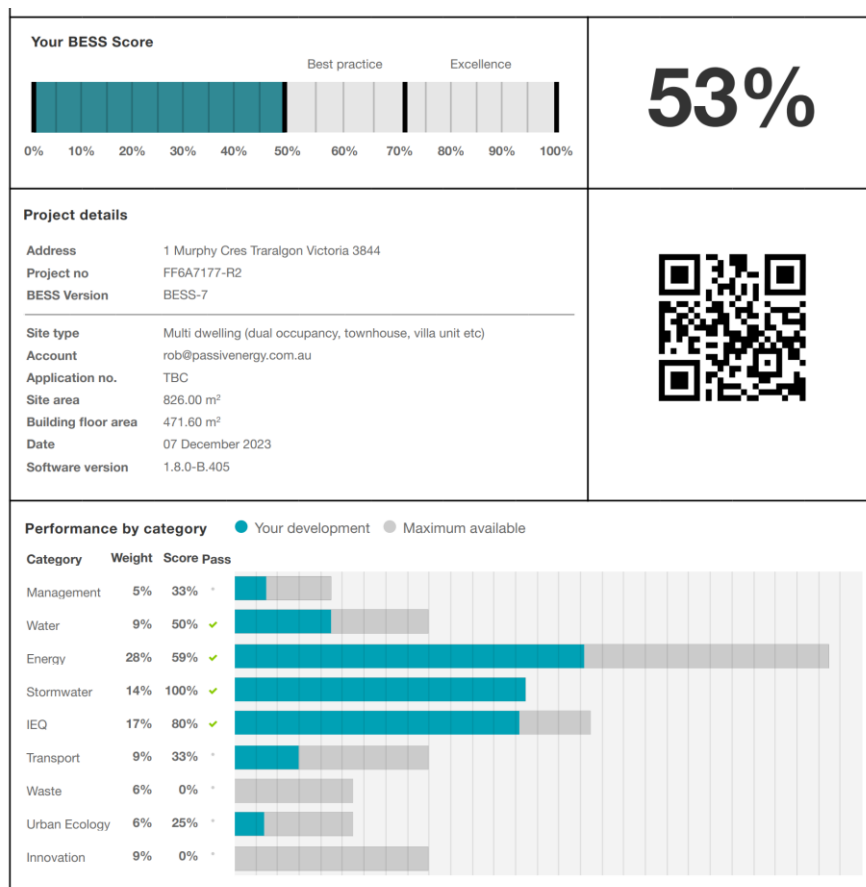 Your BESS Score
Best practice Excellence
0% 10% 20% 30% 40% 50% 60% 70% 80% 90% 100%
53%
Project details
Address 1 Murphy Cres Traralgon Victoria 3844
Project no FF6A7177-R2
BESS Version BESS-7
Site type Multi dwelling (dual occupancy, townhouse, villa unit etc)
Account rob@passivenergy.com.au
Application no. TBC
Site area 826.00 m²
Building floor area 471.60 m²
Date 07 December 2023
Software version 1.8.0-B.405
Performance by category Your development Maximum available
Category Weight Score Pass
Management 5% 33%
Water 9% 50% ✓
Energy 28% 59% ✓
Stormwater 14% 100% ✓
IEQ 17% 80% ✓
Transport 9% 33%
Waste 6% 0%
Urban Ecology 6% 25%
Innovation 9% 0%